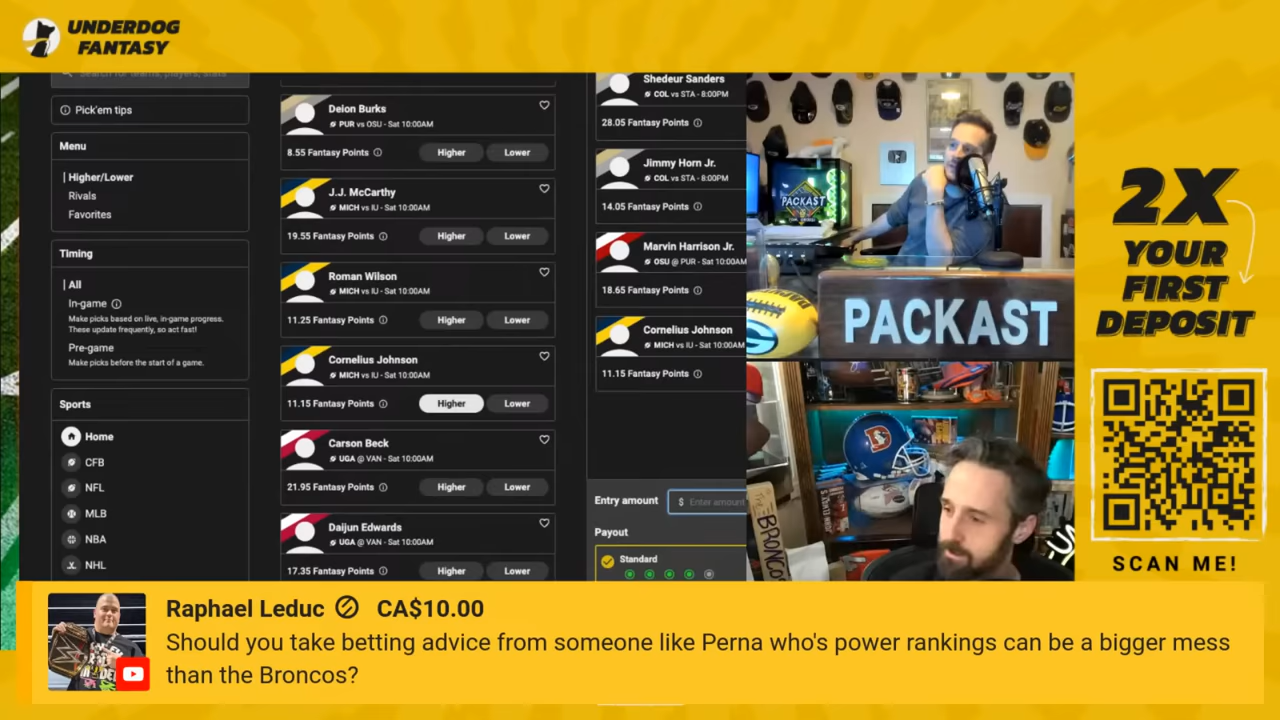 UNDERDOG
FANTASY
Search for teams, players, stats
Pick'em tips
Menu
Higher/Lower
Rivals
Favorites
Timing
All
In-game
Make picks based on live, in-game progress.
These update frequently, so act fast!
Pre-game
Make picks before the start of a game.
Sports
Home
CFB
NFL
MLB
NBA
NHL
Deion Burks
PUR vs OSU - Sat 10:00AM
8.55 Fantasy Points Higher Lower
J.J. McCarthy
MICH vs IU - Sat 10:00AM
19.55 Fantasy Points Higher Lower
Roman Wilson
MICH vs IU - Sat 10:00AM
11.25 Fantasy Points Higher Lower
Cornelius Johnson
MICH vs IU - Sat 10:00AM
11.15 Fantasy Points Higher Lower
Carson Beck
UGA @ VAN - Sat 10:00AM
21.95 Fantasy Points Higher Lower
Daijun Edwards
UGA @ VAN - Sat 10:00AM
17.35 Fantasy Points Higher Lower
Shedeur Sanders
COL vs STA - 8:00PM
28.05 Fantasy Points
Jimmy Horn Jr.
COL vs STA - 8:00PM
14.05 Fantasy Points
Marvin Harrison Jr.
OSU @ PUR - Sat 10:00AM
18.65 Fantasy Points
Cornelius Johnson
MICH vs IU - Sat 10:00AM
11.15 Fantasy Points
Entry amount $ Enter amount
Payout
Standard
PACKAST
PACKAST
2X
YOUR
FIRST
DEPOSIT
SCAN ME!
Raphael Leduc CA$10.00
Should you take betting advice from someone like Perna who's power rankings can be a bigger mess
than the Broncos?